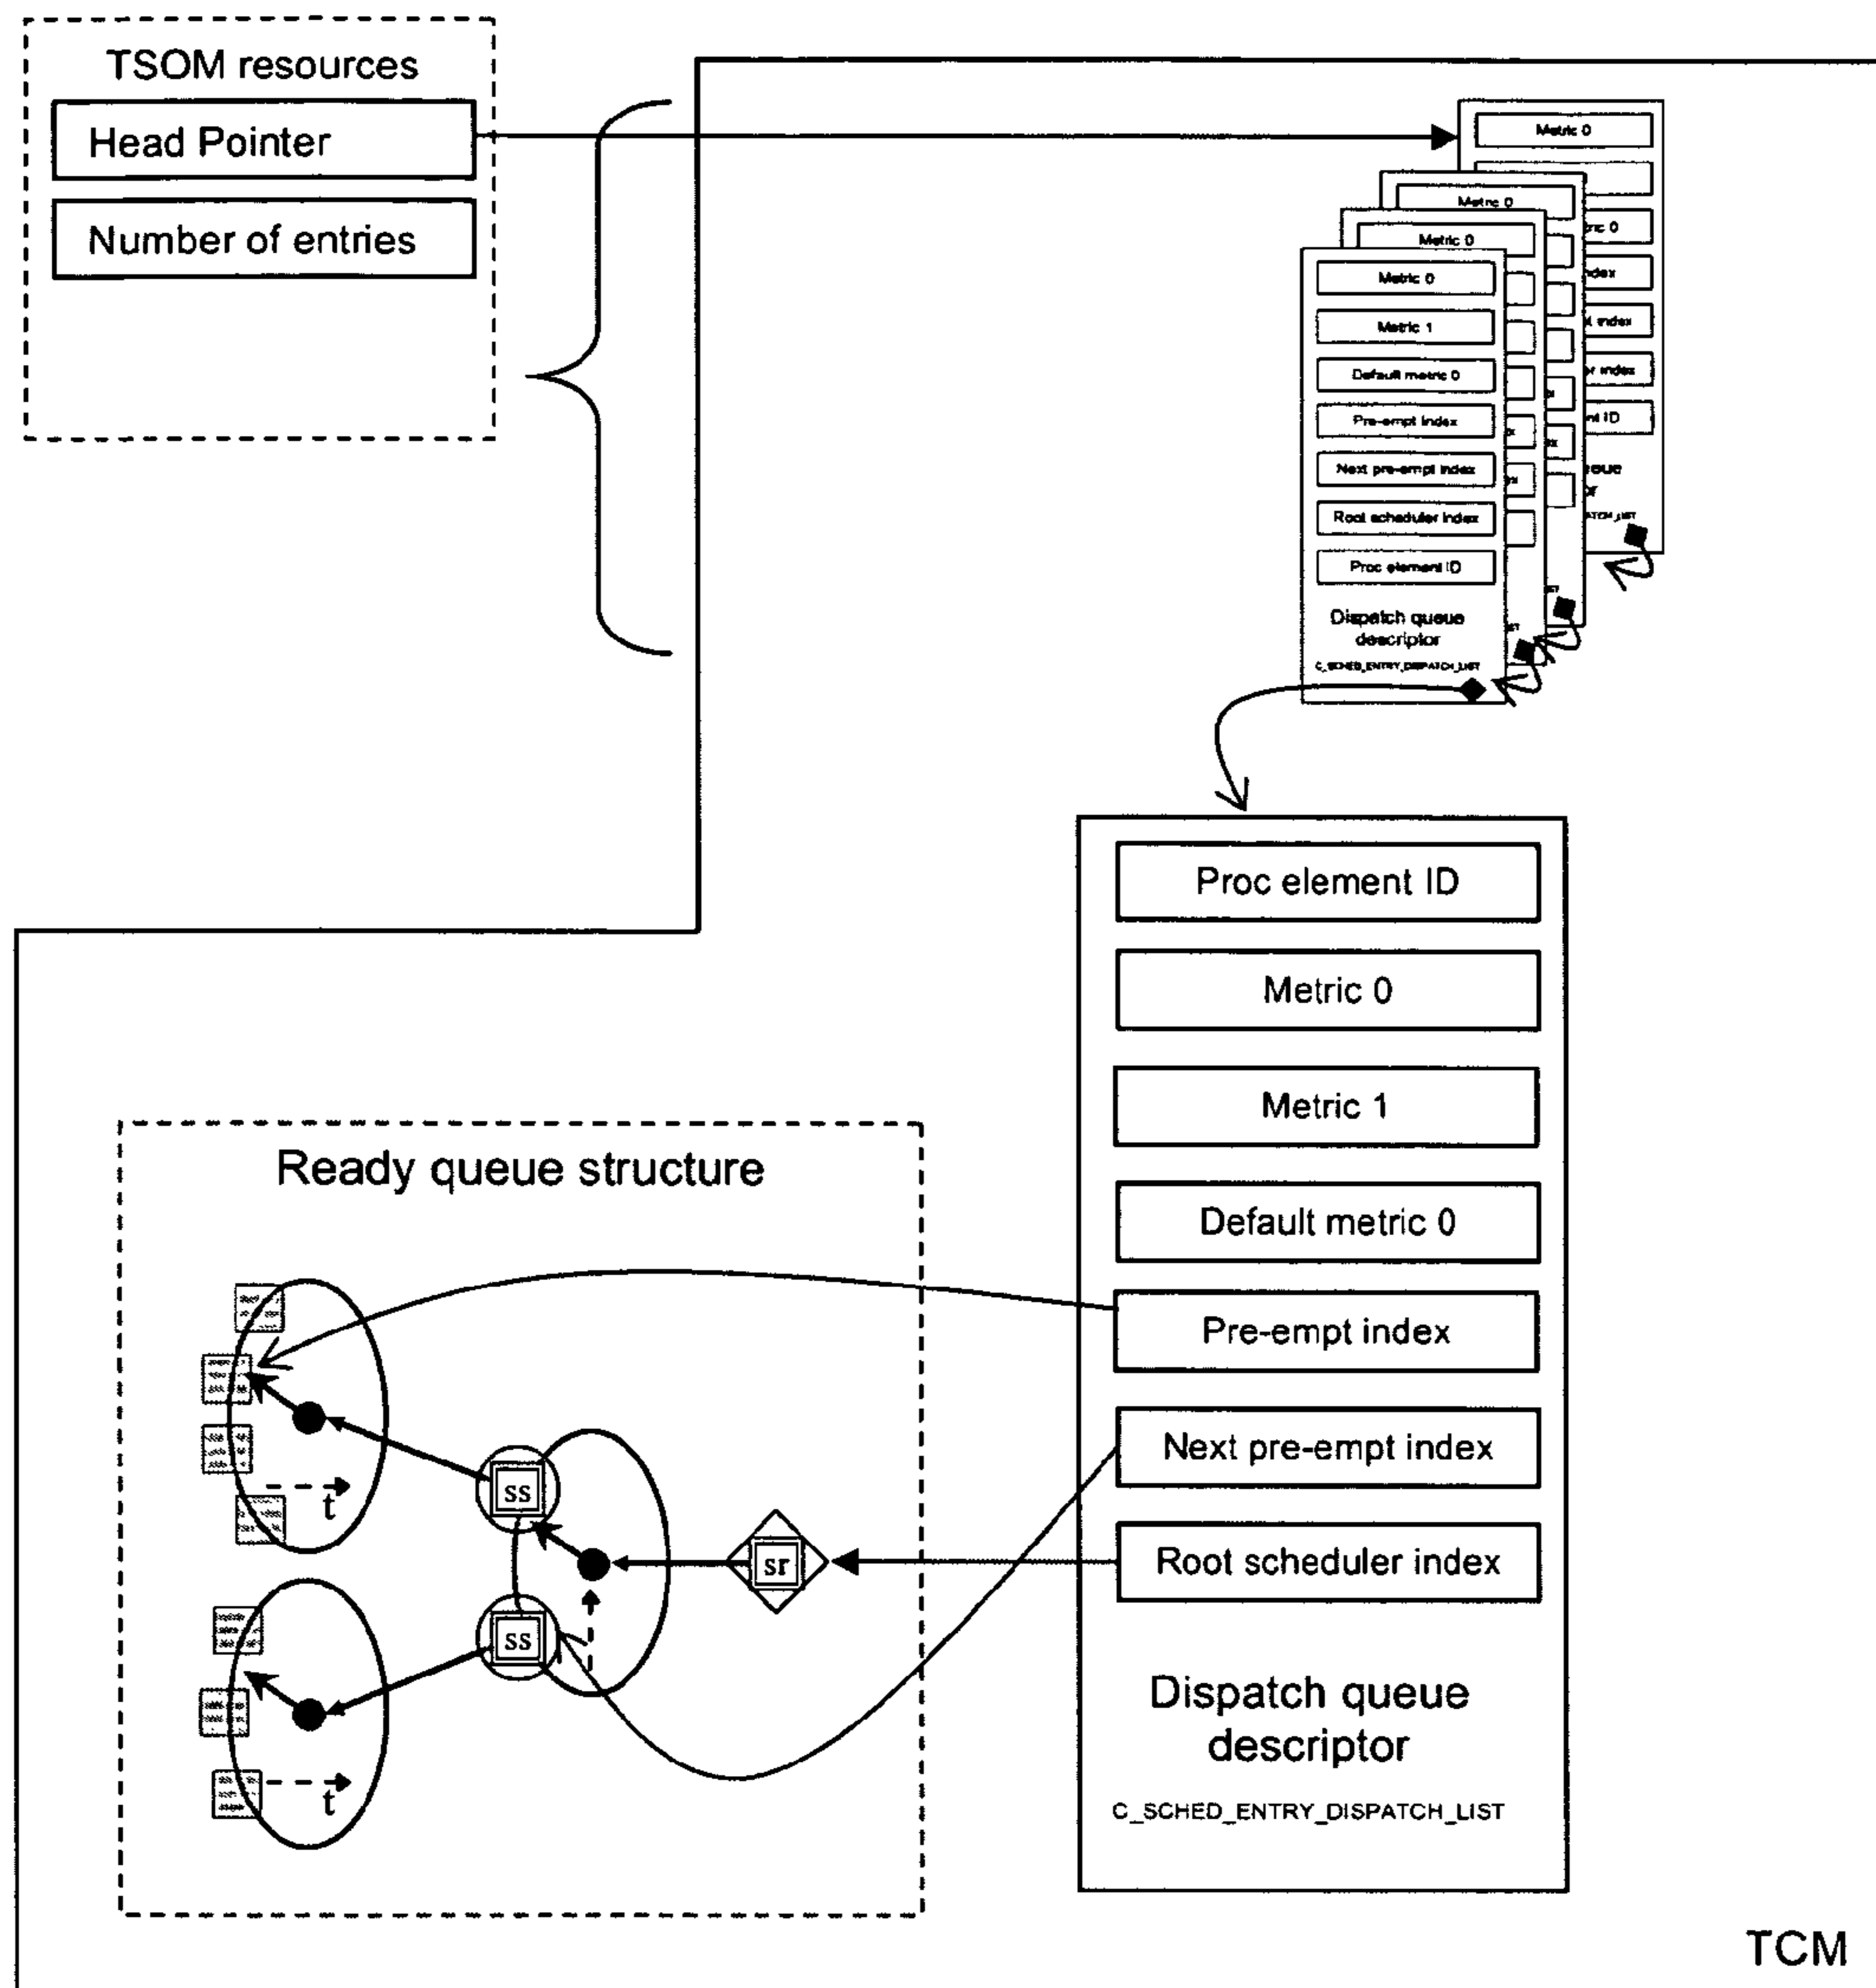 TSOM resources
Head Pointer
Number of entries
Metric 0
Metric 0
Metric 0
Metric 0
Metric 1
Default metric 0
Pre-empt index
Next pre-empt index
Root scheduler index
Proc element ID
Dispatch queue
descriptor
C_SCHED_ENTRY_DISPATCH_LIST
Proc element ID
Metric 0
Metric 1
Default metric 0
Pre-empt index
Next pre-empt index
Root scheduler index
Dispatch queue
descriptor
C_SCHED_ENTRY_DISPATCH_LIST
Ready queue structure
t
ss
sr
ss
t
TCM